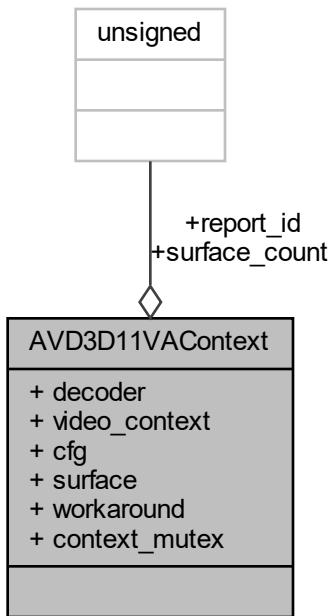 unsigned
+report_id
+surface_count
AVD3D11VAContext
+ decoder
+ video_context
+ cfg
+ surface
+ workaround
+ context_mutex